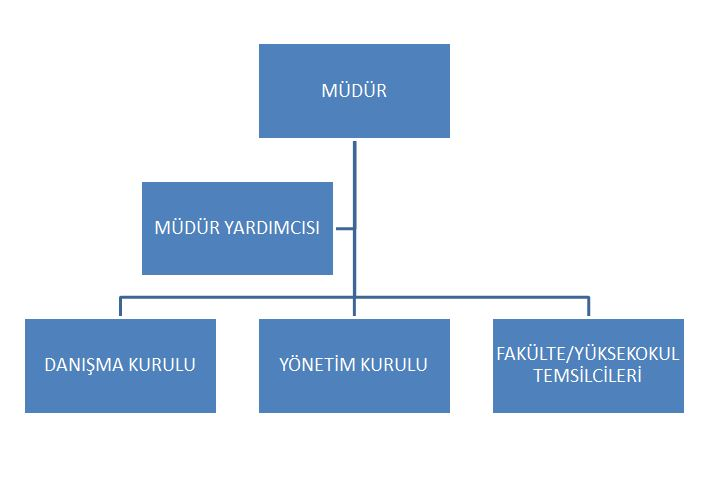 MÜDÜR
MÜDÜR YARDIMCISI
DANIŞMA KURULU
YÖNETİM KURULU
FAKÜLTE/YÜKSEKOKUL
TEMSİLCİLERİ